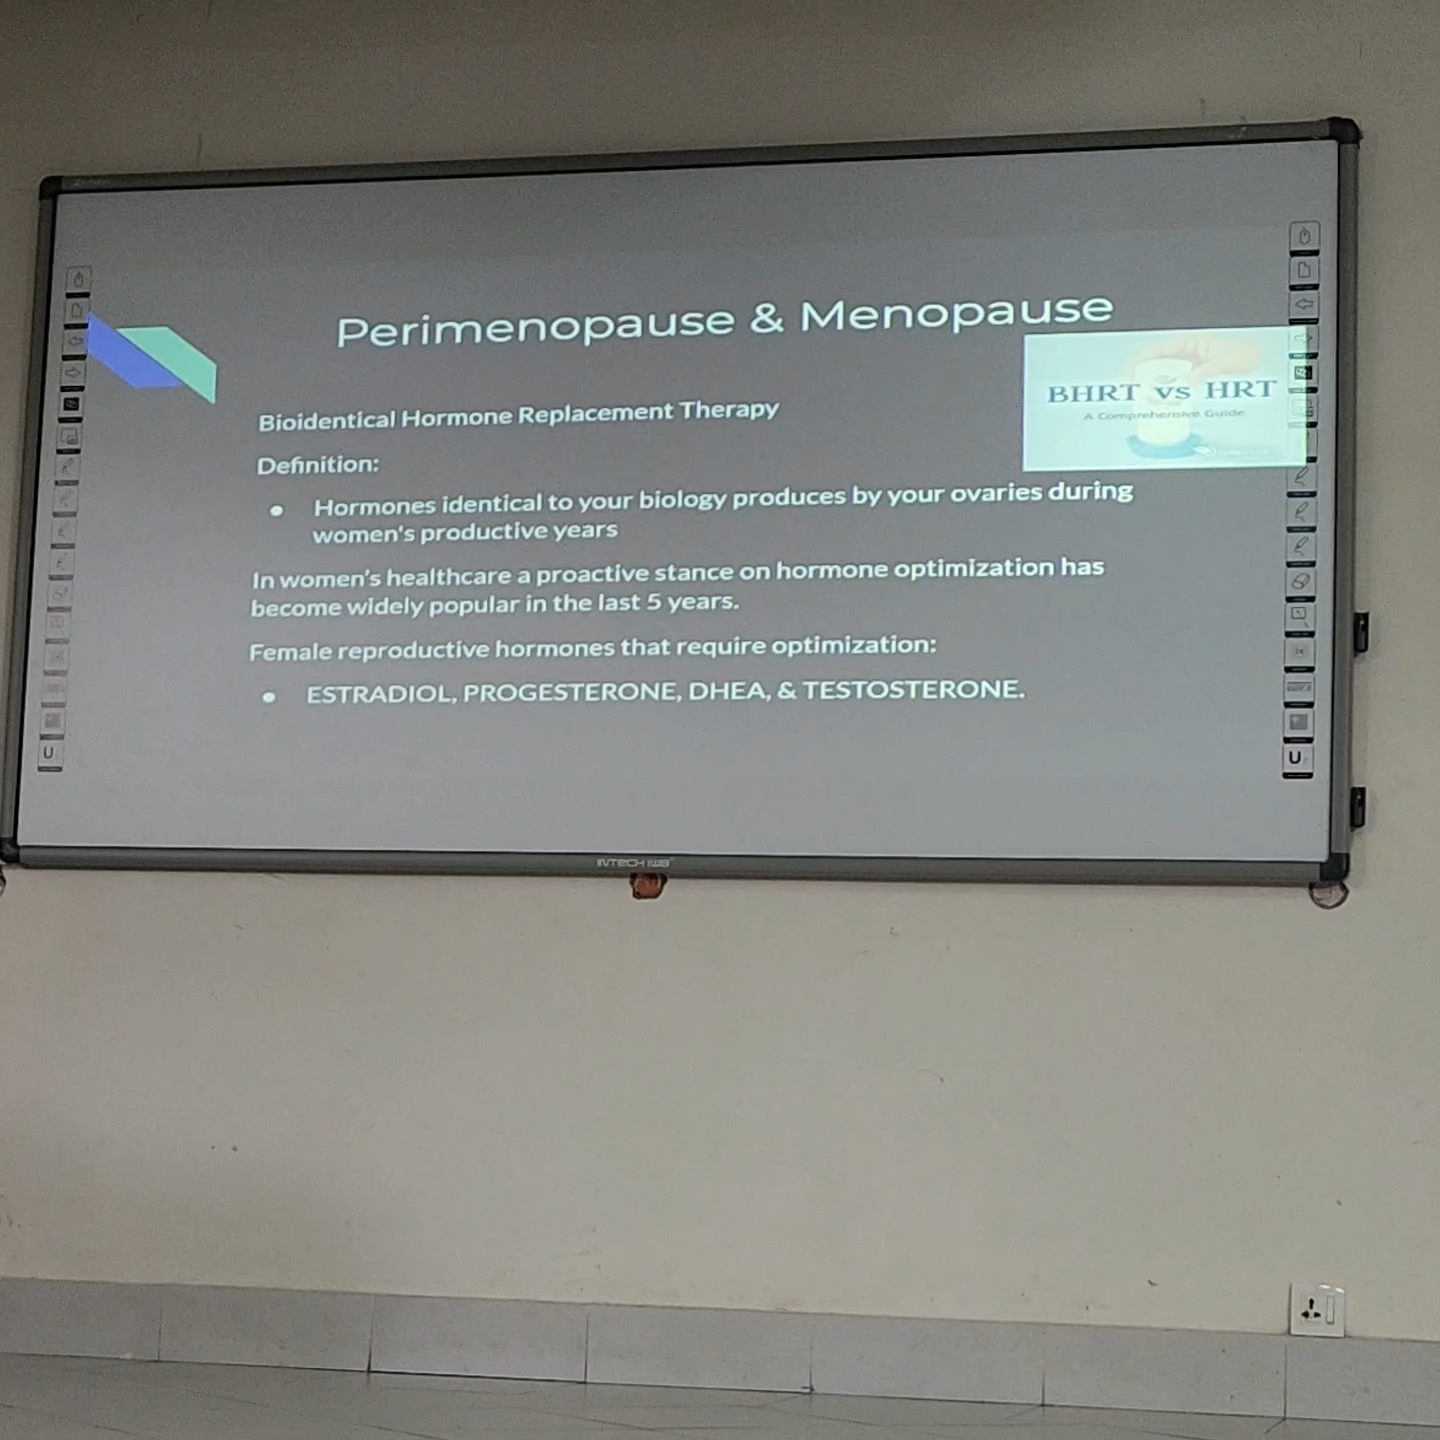 Perimenopause & Menopause
BHRT vs HRT
A Comprehensive Guide
Bioidentical Hormone Replacement Therapy
Definition:
● Hormones identical to your biology produces by your ovaries during
women's productive years
In women's healthcare a proactive stance on hormone optimization has
become widely popular in the last 5 years.
Female reproductive hormones that require optimization:
● ESTRADIOL, PROGESTERONE, DHEA, & TESTOSTERONE.
U
U
INTECH IWB